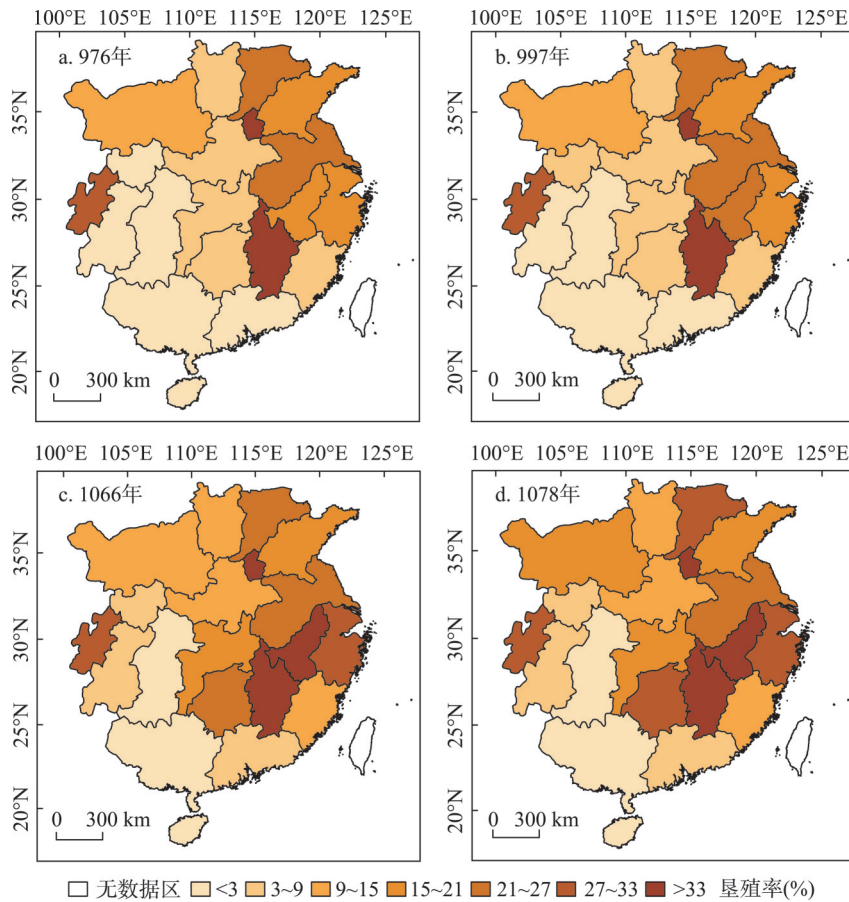 100°E 105°E 110°E 115°E 120°E 125°E
100°E 105°E 110°E 115°E 120°E 125°E
a. 976年
b. 997年
35°N
30°N
25°N
20°N
35°N
30°N
25°N
20°N
0 300 km
0 300 km
100°E 105°E 110°E 115°E 120°E 125°E
100°E 105°E 110°E 115°E 120°E 125°E
c. 1066年
d. 1078年
35°N
30°N
25°N
20°N
35°N
30°N
25°N
20°N
0 300 km
0 300 km
无数据区 <3 3~9 9~15 15~21 21~27 27~33 >33 垦殖率(%)